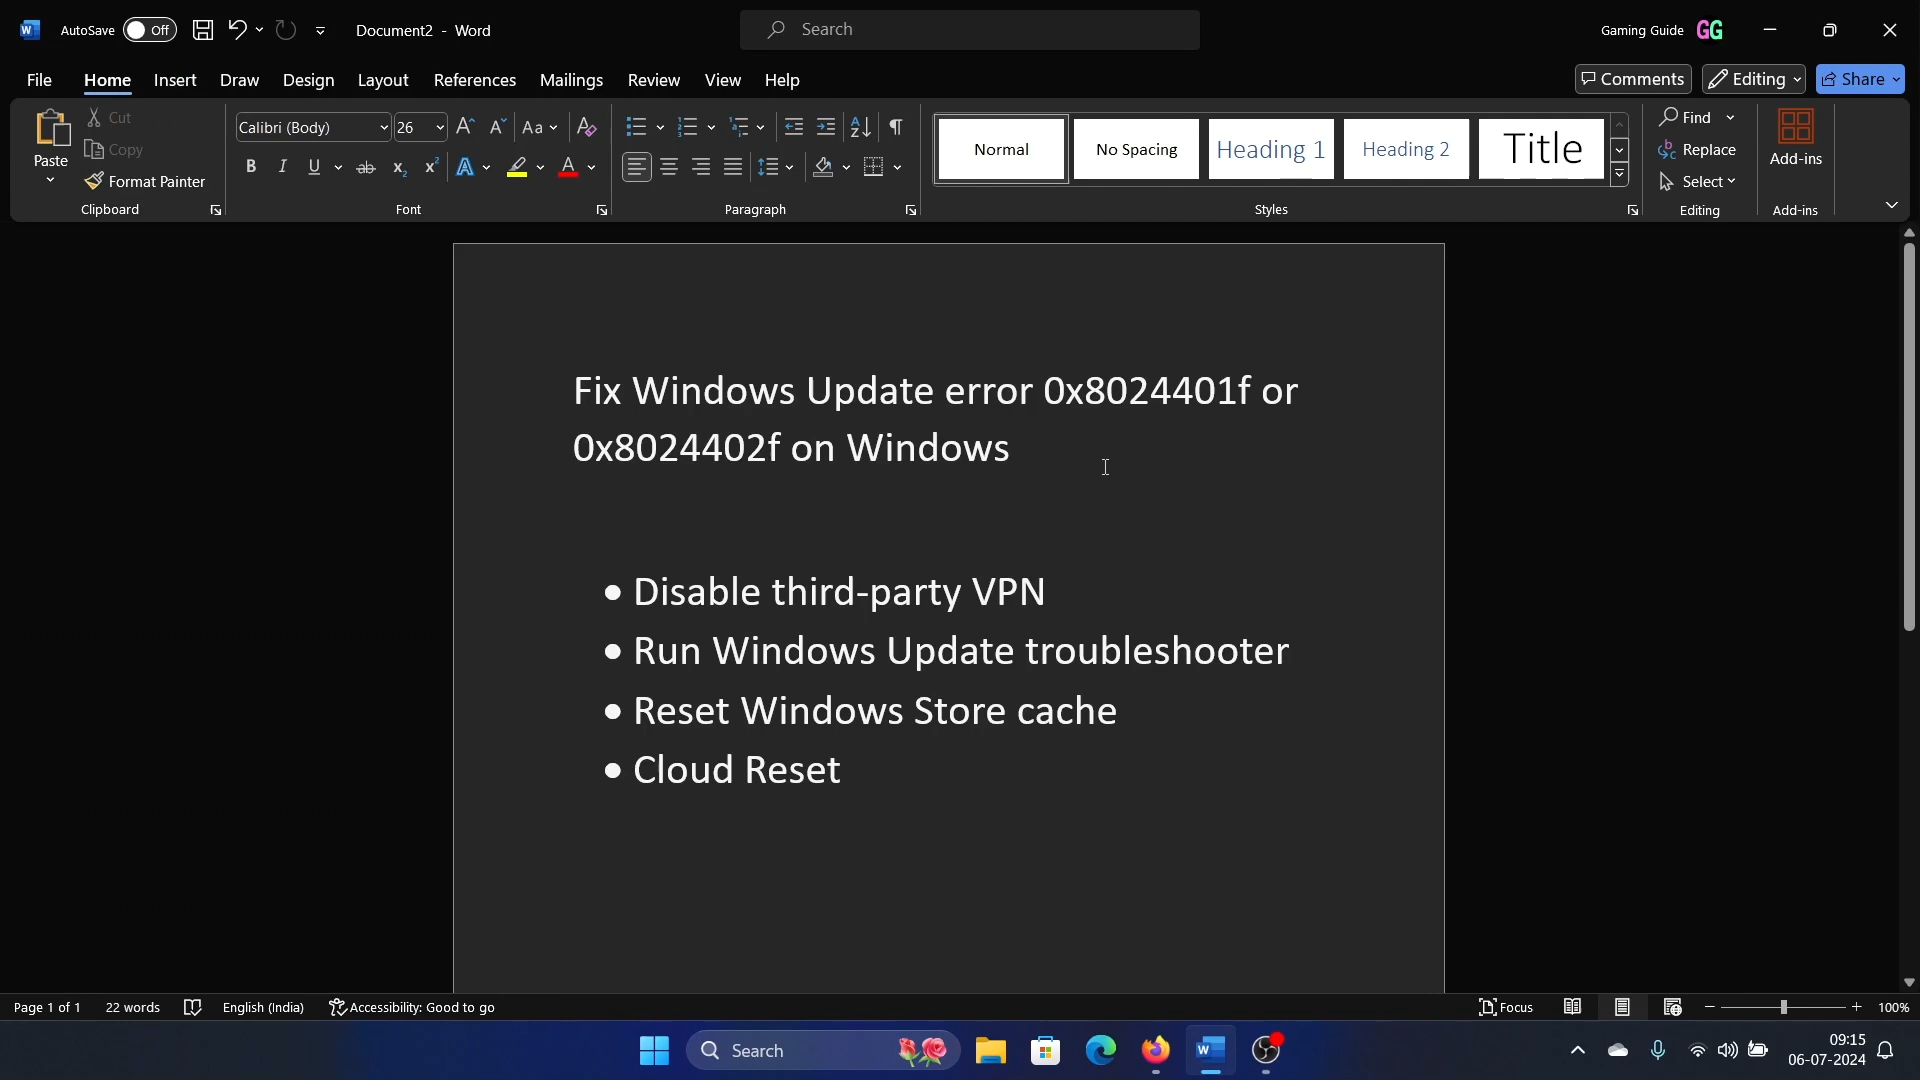 AutoSave Off Document2 - Word Search Gaming Guide GG
File Home Insert Draw Design Layout References Mailings Review View Help Comments Editing Share
Paste Cut Copy Format Painter
Clipboard
Calibri (Body) 26 Aa
B I U ab x₂ x² A A
Font
Paragraph
Normal No Spacing Heading 1 Heading 2 Title
Styles
Find
Replace
Select
Editing
Add-ins
Add-ins
Fix Windows Update error 0x8024401f or
0x8024402f on Windows
• Disable third-party VPN
• Run Windows Update troubleshooter
• Reset Windows Store cache
• Cloud Reset
Page 1 of 1 22 words English (India) Accessibility: Good to go Focus 100%
Search 09:15
06-07-2024